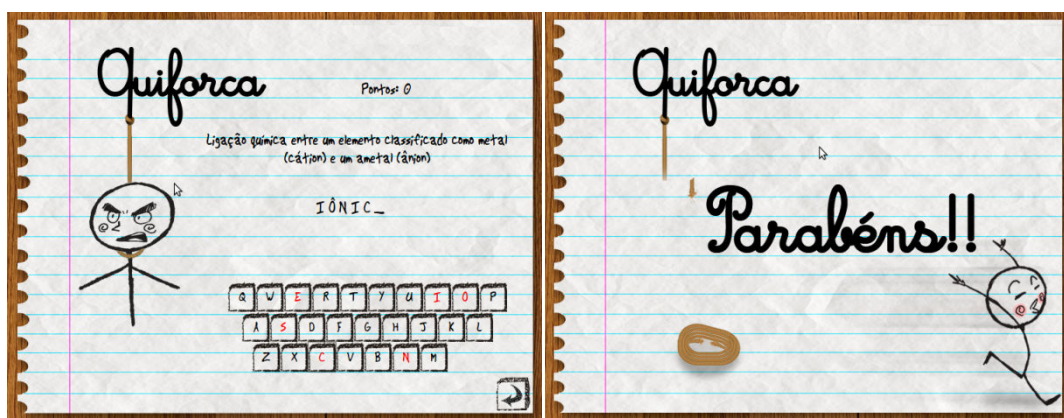 Quiforca
Pontos: 0
Ligação química entre um elemento classificado como metal
(cátion) e um ametal (ânion)
IÔNIC_
Q W E R T Y U I O P
A S D F G H J K L
Z X C V B N M
Quiforca
Parabéns!!